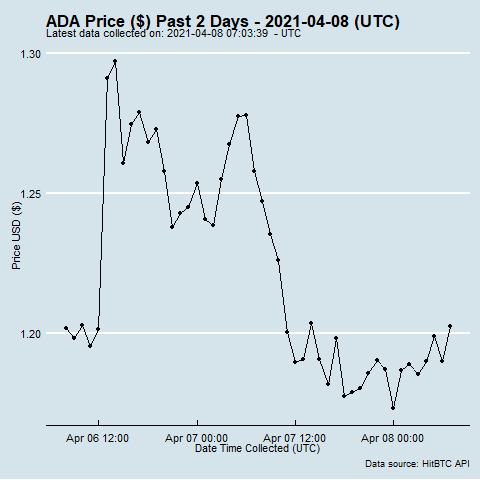 ADA Price ($) Past 2 Days - 2021-04-08 (UTC)
Latest data collected on: 2021-04-08 07:03:39 - UTC
1.30
1.25
1.20
Price USD ($)
Apr 06 12:00 Apr 07 00:00 Apr 07 12:00 Apr 08 00:00
Date Time Collected (UTC)
Data source: HitBTC API